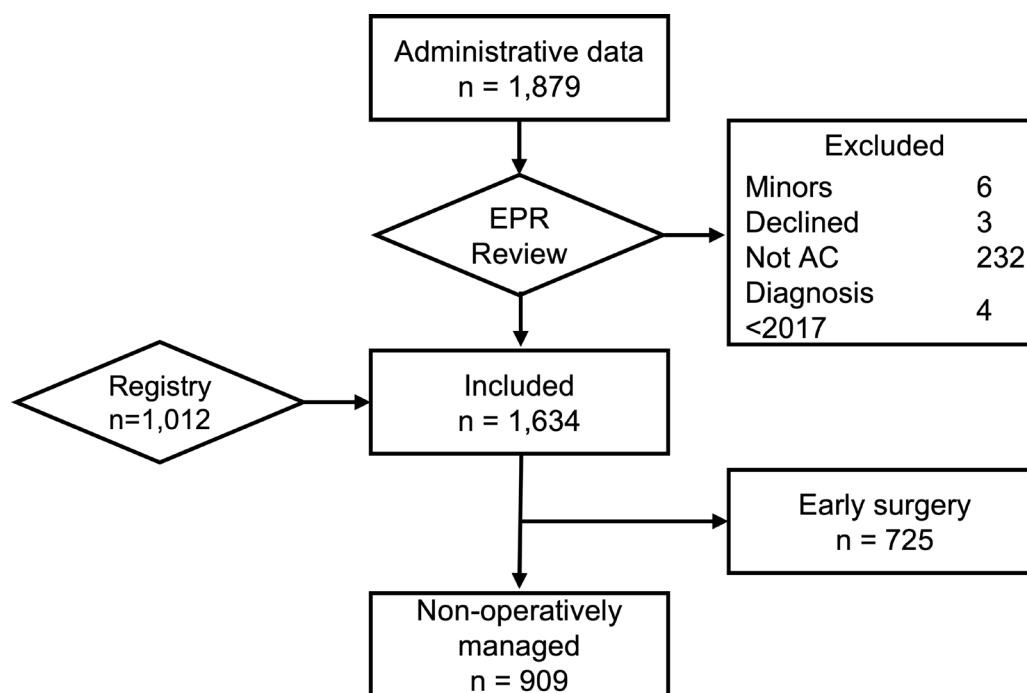 Administrative data
n = 1,879
EPR
Review
Excluded
Minors 6
Declined 3
Not AC 232
Diagnosis
<2017 4
Registry
n=1,012
Included
n = 1,634
Early surgery
n = 725
Non-operatively
managed
n = 909